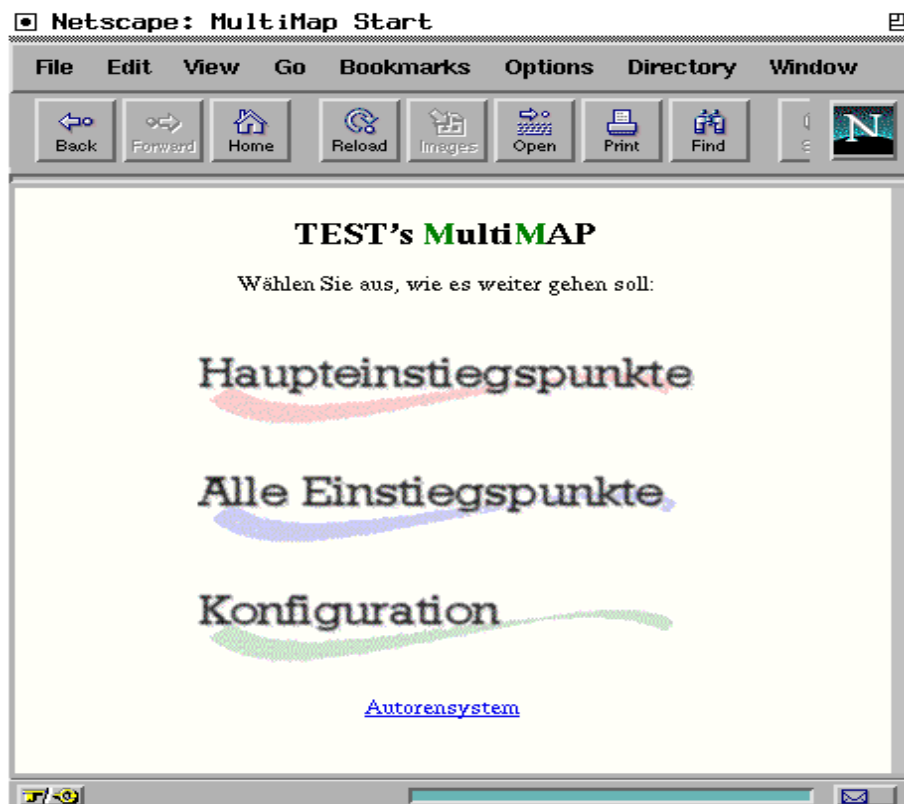 Netscape: MultiMap Start
File Edit View Go Bookmarks Options Directory Window
Back Forward Home Reload Images Open Print Find
N
TEST's MultiMAP
Wählen Sie aus, wie es weiter gehen soll:
Haupteinstiegspunkte
Alle Einstiegspunkte
Konfiguration
Autorensystem